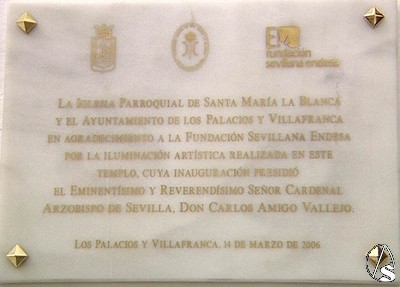 fundación
sevillana endesa
La Iglesia Parroquial de Santa María la Blanca
y el Ayuntamiento de Los Palacios y Villafranca
en agradecimiento a la Fundación Sevillana Endesa
por la iluminación artística realizada en este
templo, cuya inauguración presidió
el Eminentísimo y Reverendísimo Señor Cardenal
Arzobispo de Sevilla, Don Carlos Amigo Vallejo.
Los Palacios y Villafranca, 14 de marzo de 2006